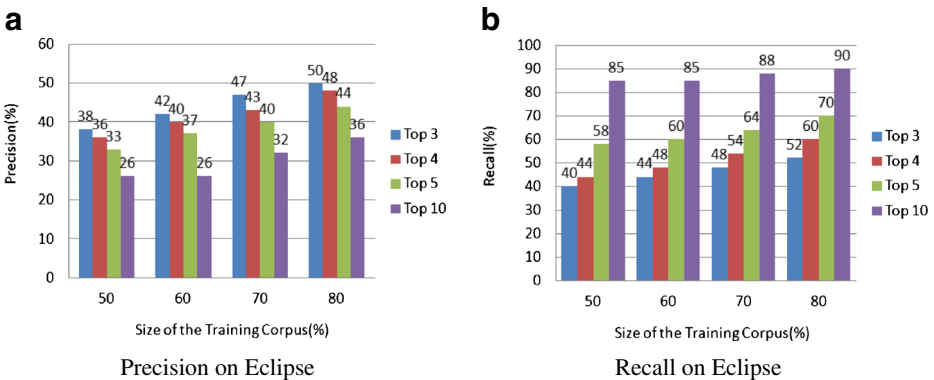 a
60
50
40
30
20
10
0
Precision(%)
38 36 33 26
42 40 37 26
47 43 40 32
50 48 44 36
50 60 70 80
Size of the Training Corpus(%)
Top 3
Top 4
Top 5
Top 10
Precision on Eclipse
b
100
90
80
70
60
50
40
30
20
10
0
Recall(%)
40 44 58 85
44 48 60 85
48 54 64 88
52 60 70 90
50 60 70 80
Size of the Training Corpus(%)
Top 3
Top 4
Top 5
Top 10
Recall on Eclipse